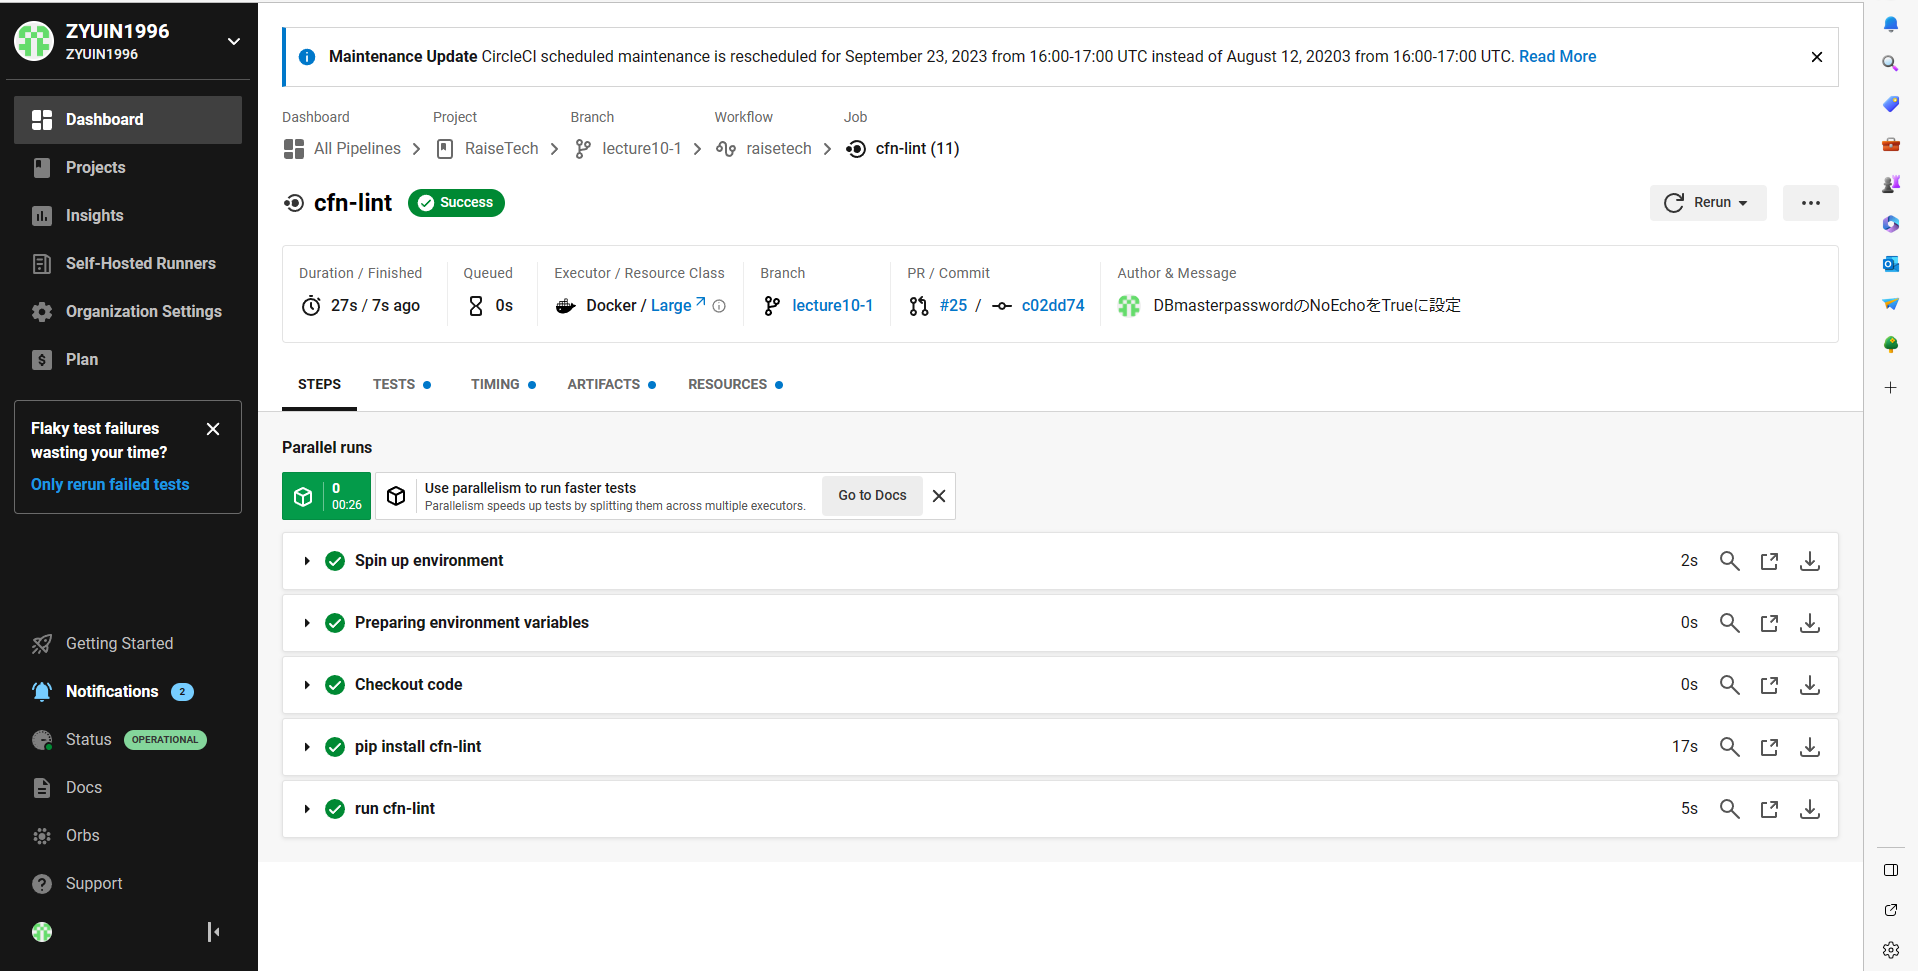 ZYUIN1996
ZYUIN1996
Dashboard
Projects
Insights
Self-Hosted Runners
Organization Settings
Plan
Flaky test failures
wasting your time?
Only rerun failed tests
Getting Started
Notifications 2
Status OPERATIONAL
Docs
Orbs
Support
Maintenance Update CircleCI scheduled maintenance is rescheduled for September 23, 2023 from 16:00-17:00 UTC instead of August 12, 20203 from 16:00-17:00 UTC. Read More
Dashboard Project Branch Workflow Job
All Pipelines RaiseTech lecture10-1 raisetech cfn-lint (11)
cfn-lint Success Rerun
Duration / Finished Queued Executor / Resource Class Branch PR / Commit Author & Message
27s / 7s ago 0s Docker / Large lecture10-1 #25 / c02dd74 DBmasterpasswordのNoEchoをTrueに設定
STEPS TESTS TIMING ARTIFACTS RESOURCES
Parallel runs
0
00:26
Use parallelism to run faster tests
Parallelism speeds up tests by splitting them across multiple executors.
Go to Docs
Spin up environment 2s
Preparing environment variables 0s
Checkout code 0s
pip install cfn-lint 17s
run cfn-lint 5s